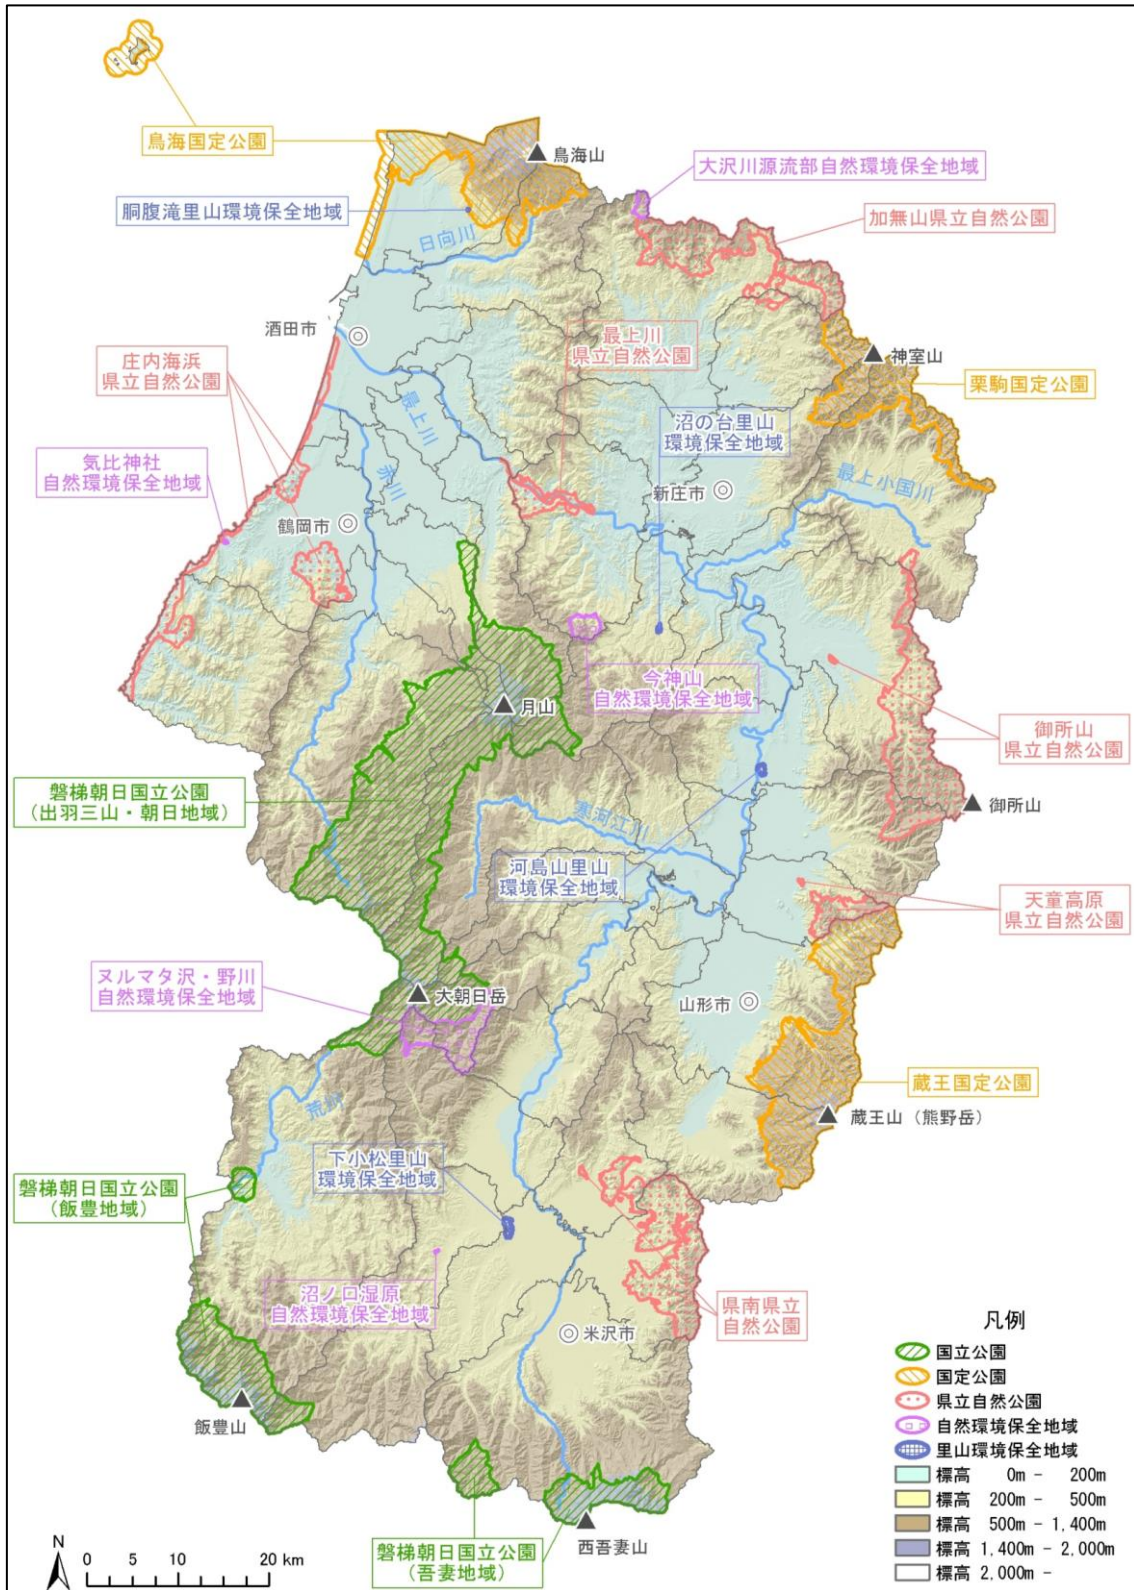 鳥海国定公園
鳥海山
大沢川源流部自然環境保全地域
胴腹滝里山環境保全地域
加無山県立自然公園
日向川
酒田市
最上川
県立自然公園
神室山
庄内海浜
県立自然公園
栗駒国定公園
最上川
沼の台里山
環境保全地域
気比神社
自然環境保全地域
赤川
新庄市
最上小国川
鶴岡市
今神山
自然環境保全地域
月山
御所山
県立自然公園
磐梯朝日国立公園
(出羽三山・朝日地域)
御所山
寒河江川
河島山里山
環境保全地域
天童高原
県立自然公園
ヌルマタ沢・野川
自然環境保全地域
大朝日岳
山形市
蔵王国定公園
荒川
蔵王山 (熊野岳)
下小松里山
環境保全地域
磐梯朝日国立公園
(飯豊地域)
沼ノ口湿原
自然環境保全地域
県南県立
自然公園
米沢市
飯豊山
西吾妻山
磐梯朝日国立公園
(吾妻地域)
凡例
国立公園
国定公園
県立自然公園
自然環境保全地域
里山環境保全地域
標高 0m - 200m
標高 200m - 500m
標高 500m - 1,400m
標高 1,400m - 2,000m
標高 2,000m -
N
0 5 10 20 km